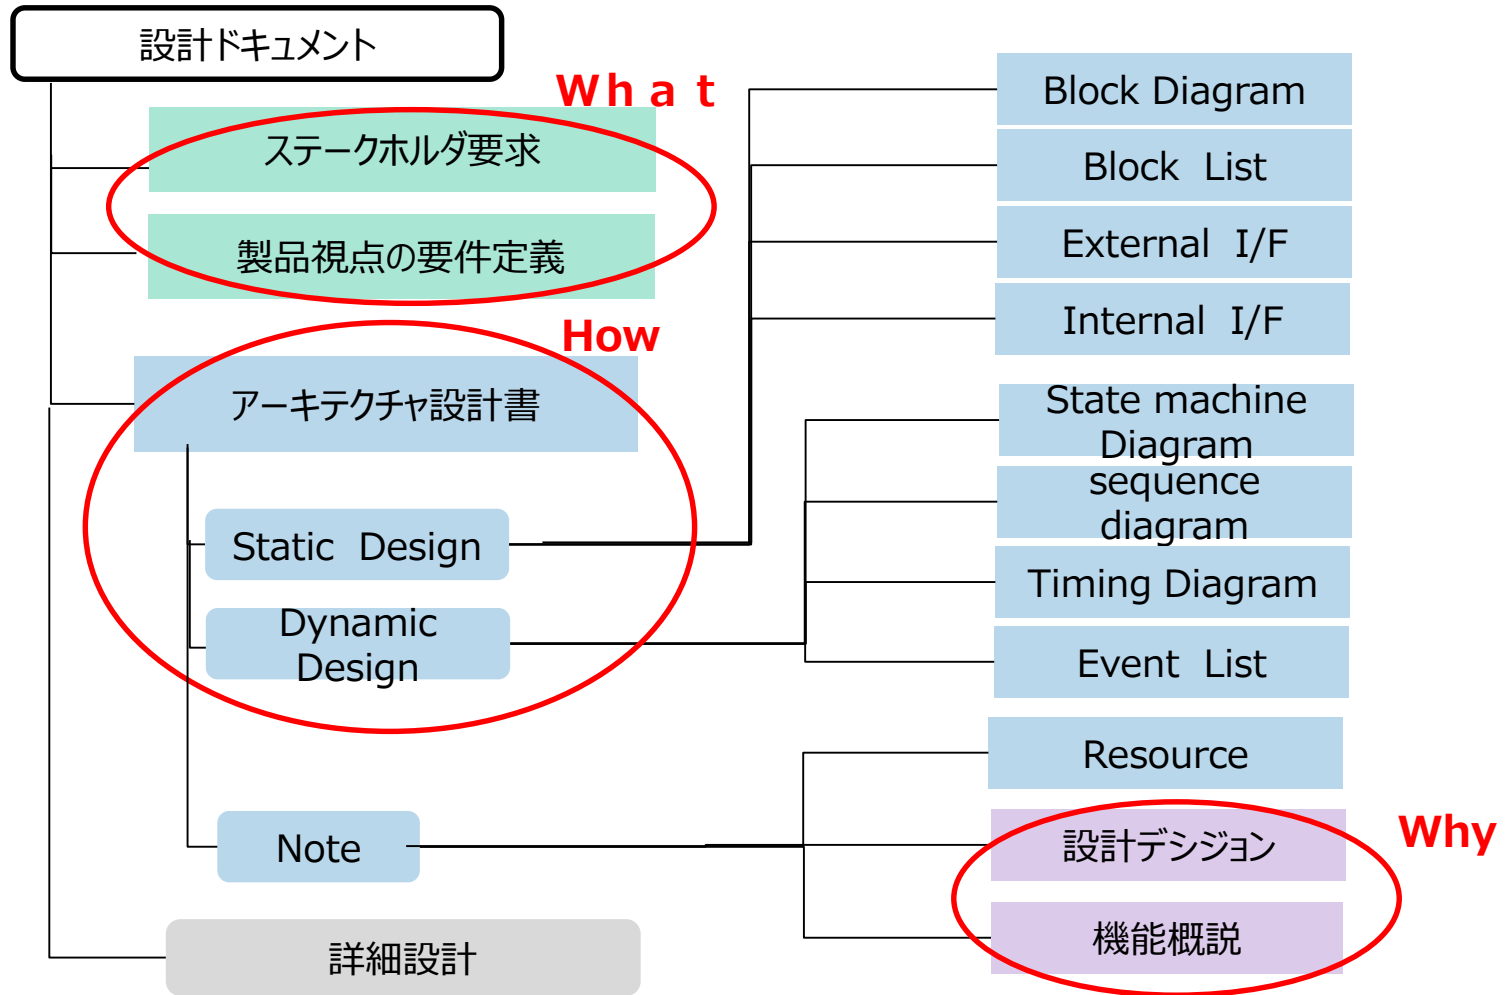 設計ドキュメント
What
ステークホルダ要求
製品視点の要件定義
How
アーキテクチャ設計書
Static Design
Dynamic
Design
Note
詳細設計
Block Diagram
Block List
External I/F
Internal I/F
State machine
Diagram
sequence
diagram
Timing Diagram
Event List
Resource
設計デシジョン
Why
機能概説